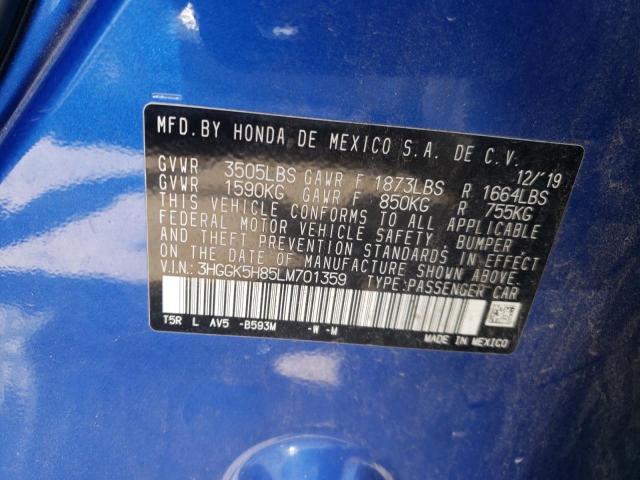 MFD.BY HONDA DE MEXICO S.A. DE C.V.
12/'19
GVWR 3505LBS GAWR F 1873LBS R 1664LBS
GVWR 1590KG GAWR F 850KG R 755KG
THIS VEHICLE CONFORMS TO ALL APPLICABLE
FEDERAL MOTOR VEHICLE SAFETY, BUMPER
AND THEFT PREVENTION STANDARDS IN EFFECT
ON THE DATE OF MANUFACTURE SHOWN ABOVE.
V.I.N.: 3HGGK5H85LM701359 TYPE:PASSENGER CAR
T5R L AV5 -B593M -W -M
MADE IN MEXICO